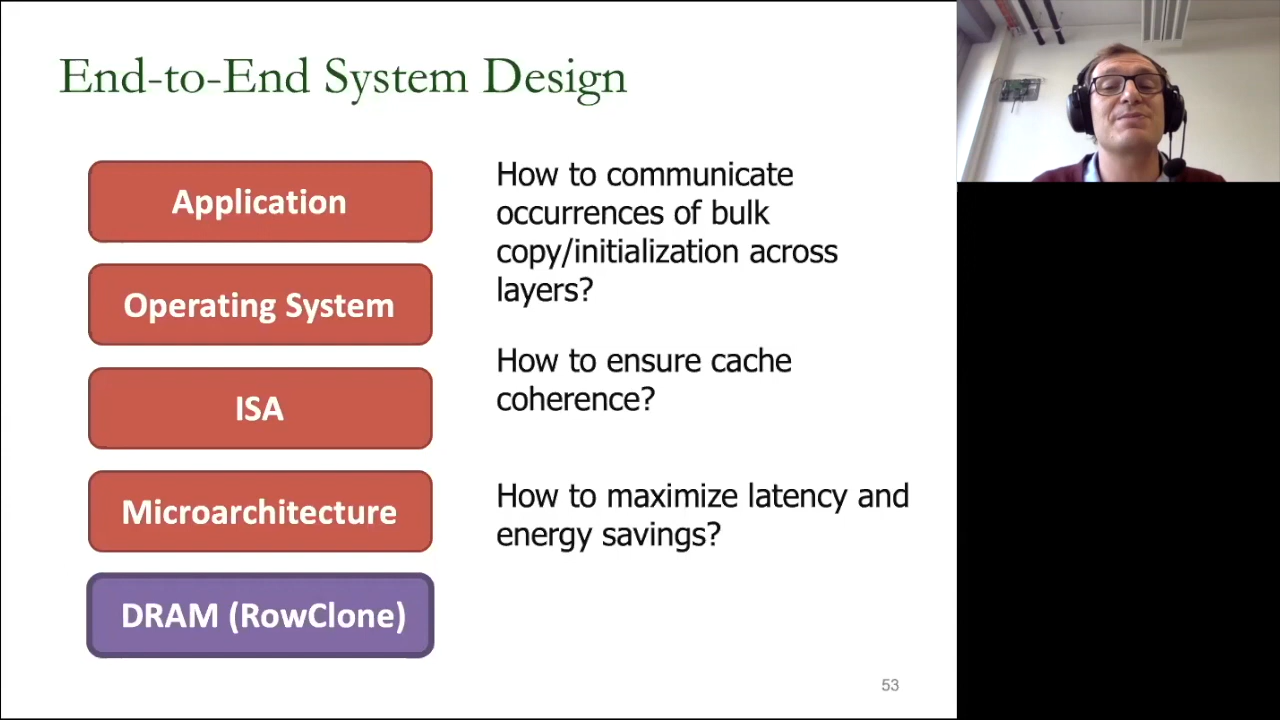 End-to-End System Design
Application
Operating System
ISA
Microarchitecture
DRAM (RowClone)
How to communicate
occurrences of bulk
copy/initialization across
layers?
How to ensure cache
coherence?
How to maximize latency and
energy savings?
53